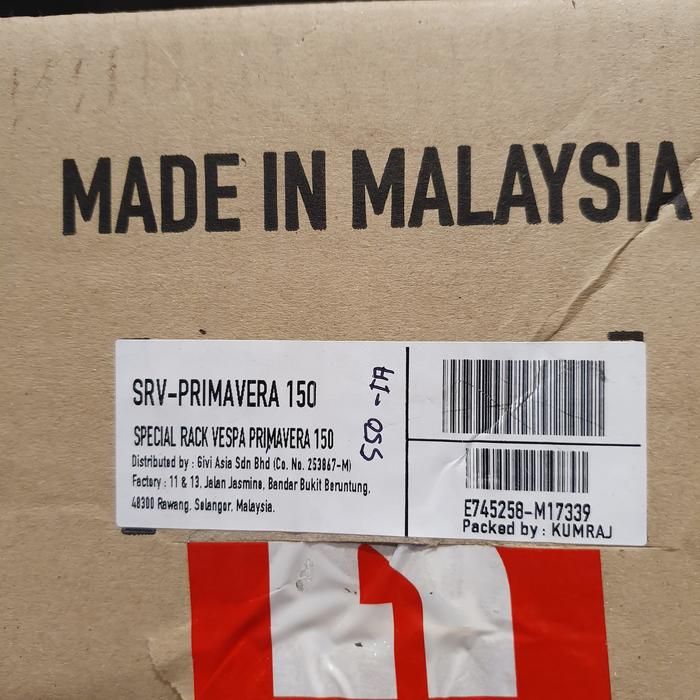 MADE IN MALAYSIA
SRV-PRIMAVERA 150
SPECIAL RACK VESPA PRIMAVERA 150
Distributed by : Givi Asia Sdn Bhd (Co. No. 253867-M)
Factory : 11 & 13, Jalan Jasmine, Bandar Bukit Beruntung,
48300 Rawang, Selangor, Malaysia.
E745258-M17339
Packed by : KUMRAJ